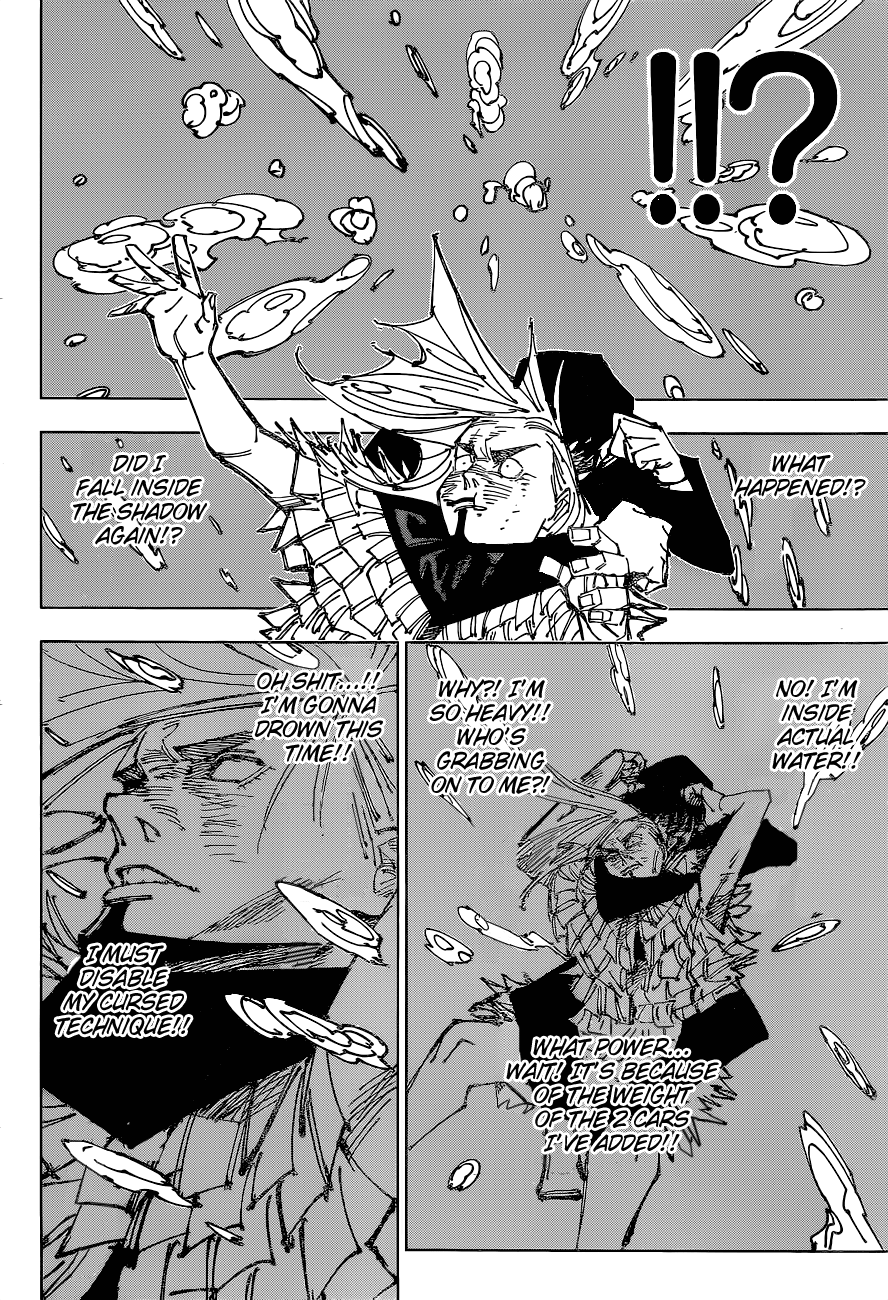 !!?
WHAT
HAPPENED!?
DID I
FALL INSIDE
THE SHADOW
AGAIN!?
NO! I'M
INSIDE
ACTUAL
WATER!!
WHY?! I'M
SO HEAVY!!
WHO'S
GRABBING
ON TO ME?!
WHAT POWER...
WAIT! IT'S BECAUSE
OF THE WEIGHT
OF THE 2 CARS
I'VE ADDED!!
OH SHIT...!!
I'M GONNA
DROWN THIS
TIME!!
I MUST
DISABLE
MY CURSED
TECHNIQUE!!